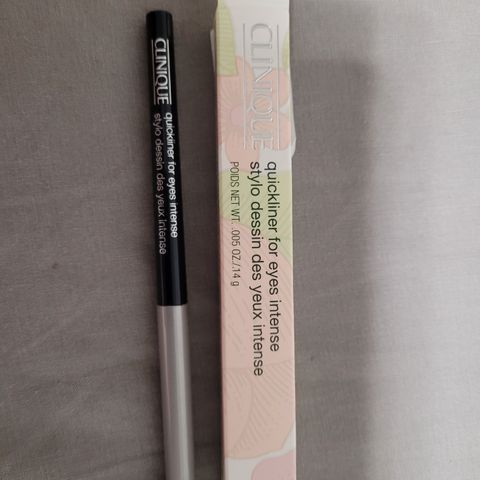 CLINIQUE
quickliner for eyes intense
stylo dessin des yeux intense
CLINIQUE
quickliner for eyes intense
stylo dessin des yeux intense
POIDS NET WT. .005 OZ./.14 g